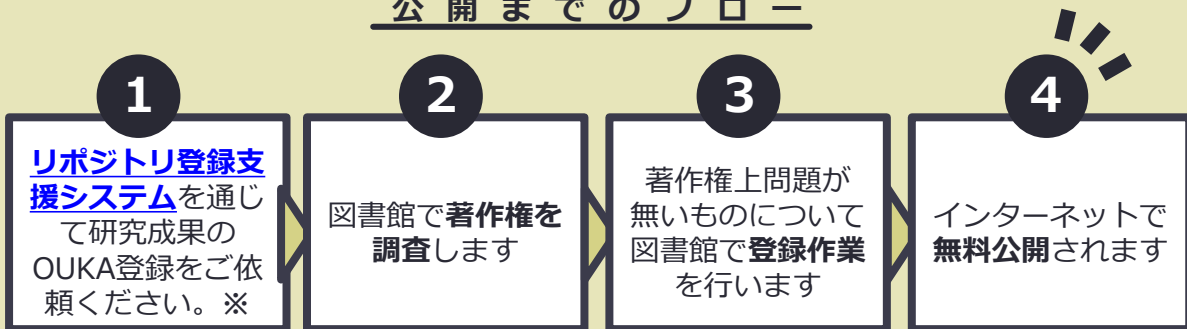 公開までのフロー
1
リポジトリ登録支
援システムを通じ
て研究成果の
OUKA登録をご依
頼ください。※
2
図書館で著作権を
調査します
3
著作権上問題が
無いものについて
図書館で登録作業
を行います
4
インターネットで
無料公開されます